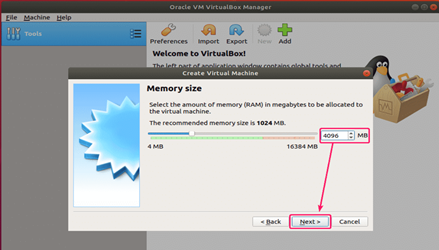 Oracle VM VirtualBox Manager
File Machine Help
Tools
Preferences Import Export New Add
Welcome to VirtualBox!
The left part of application window contains global tools and
Create Virtual Machine
Memory size
Select the amount of memory (RAM) in megabytes to be allocated to
the virtual machine.
The recommended memory size is 1024 MB.
4096 MB
4 MB 16384 MB
< Back Next > Cancel